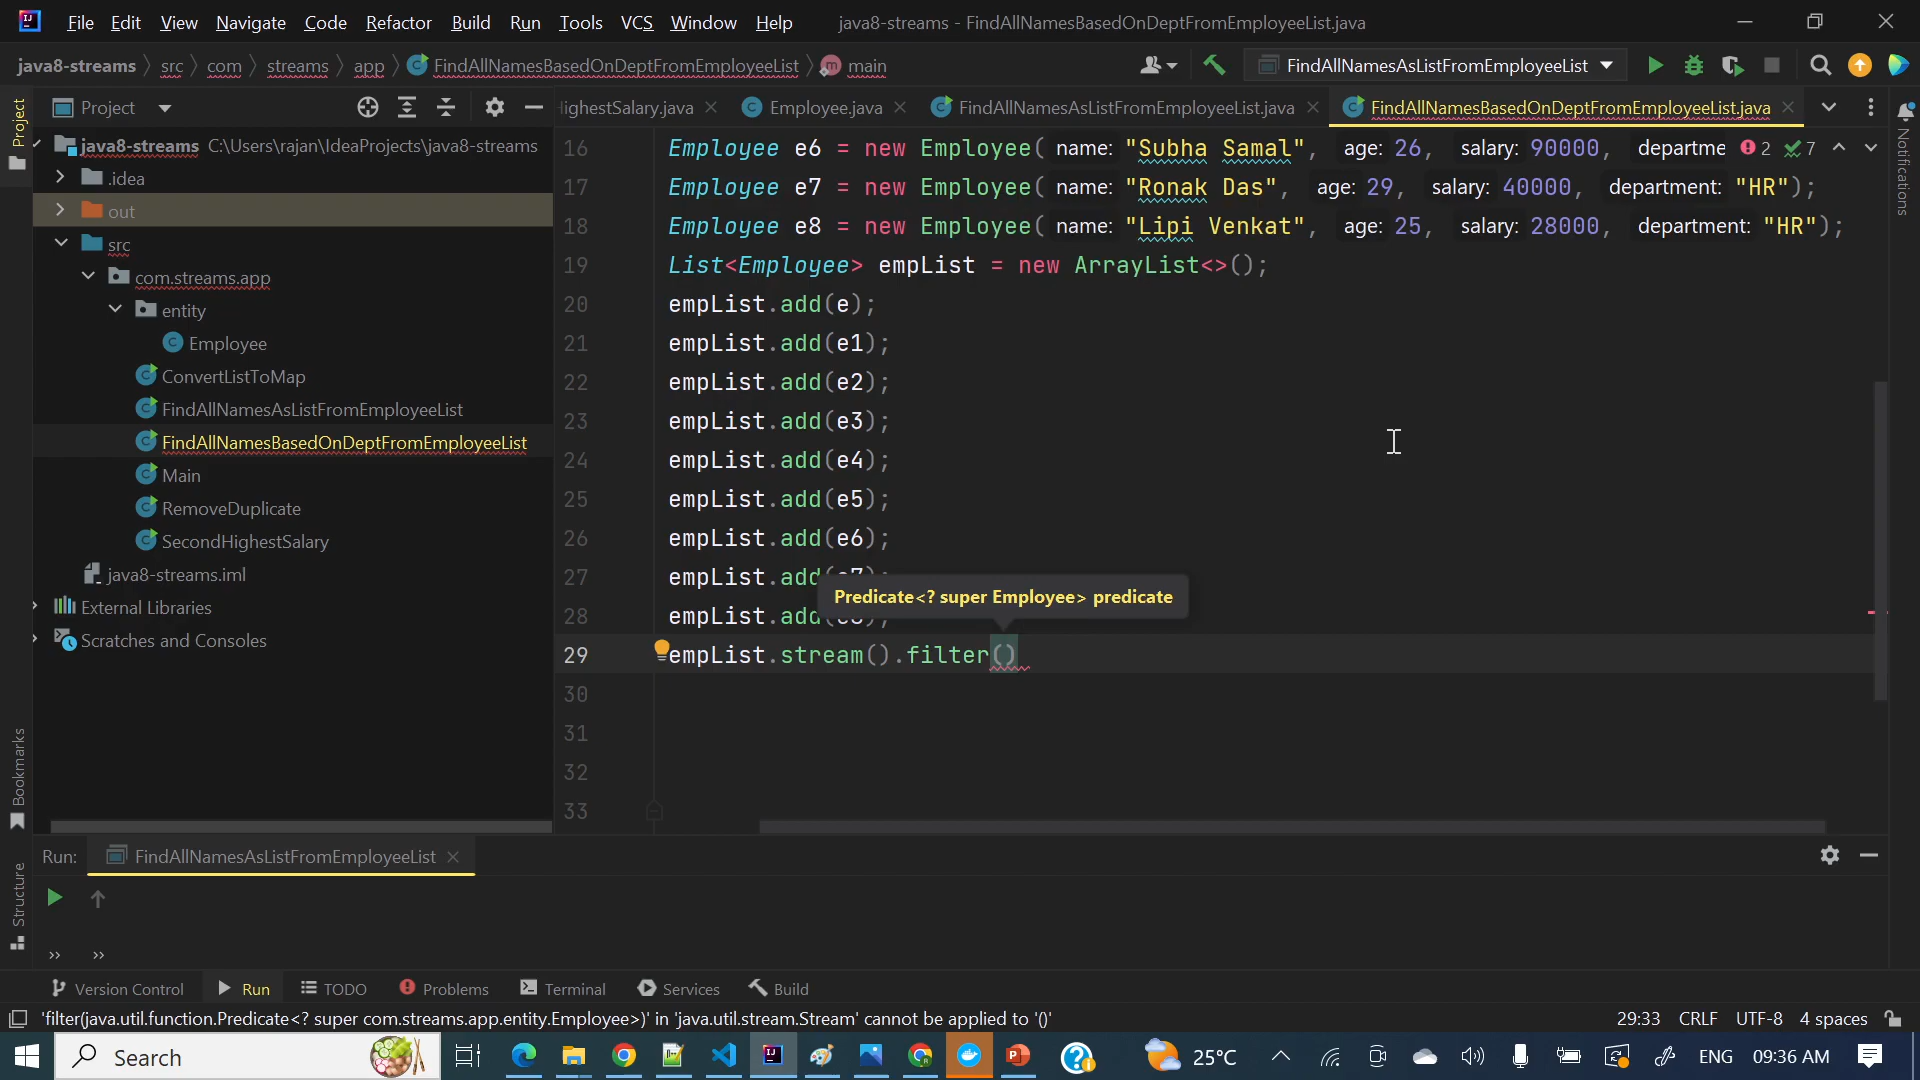 File Edit View Navigate Code Refactor Build Run Tools VCS Window Help java8-streams - FindAllNamesBasedOnDeptFromEmployeeList.java
java8-streams src com streams app FindAllNamesBasedOnDeptFromEmployeeList main FindAllNamesAsListFromEmployeeList
Project
Project
ighestSalary.java Employee.java FindAllNamesAsListFromEmployeeList.java FindAllNamesBasedOnDeptFromEmployeeList.java
Notifications
java8-streams C:\Users\rajan\IdeaProjects\java8-streams
.idea
out
src
com.streams.app
entity
Employee
ConvertListToMap
FindAllNamesAsListFromEmployeeList
FindAllNamesBasedOnDeptFromEmployeeList
Main
RemoveDuplicate
SecondHighestSalary
java8-streams.iml
External Libraries
Scratches and Consoles
Bookmarks
Structure
16 Employee e6 = new Employee( name: "Subha Samal", age: 26, salary: 90000, departme 2 7
17 Employee e7 = new Employee( name: "Ronak Das", age: 29, salary: 40000, department: "HR");
18 Employee e8 = new Employee( name: "Lipi Venkat", age: 25, salary: 28000, department: "HR");
19 List<Employee> empList = new ArrayList<>();
20 empList.add(e);
21 empList.add(e1);
22 empList.add(e2);
23 empList.add(e3);
24 empList.add(e4);
25 empList.add(e5);
26 empList.add(e6);
27 empList.add(e7);
Predicate<? super Employee> predicate
28 empList.add(e8);
29 empList.stream().filter()
30
31
32
33
Run: FindAllNamesAsListFromEmployeeList
Version Control Run TODO Problems Terminal Services Build
'filter(java.util.function.Predicate<? super com.streams.app.entity.Employee>)' in 'java.util.stream.Stream' cannot be applied to '()' 29:33 CRLF UTF-8 4 spaces
Search 25°C ENG 09:36 AM